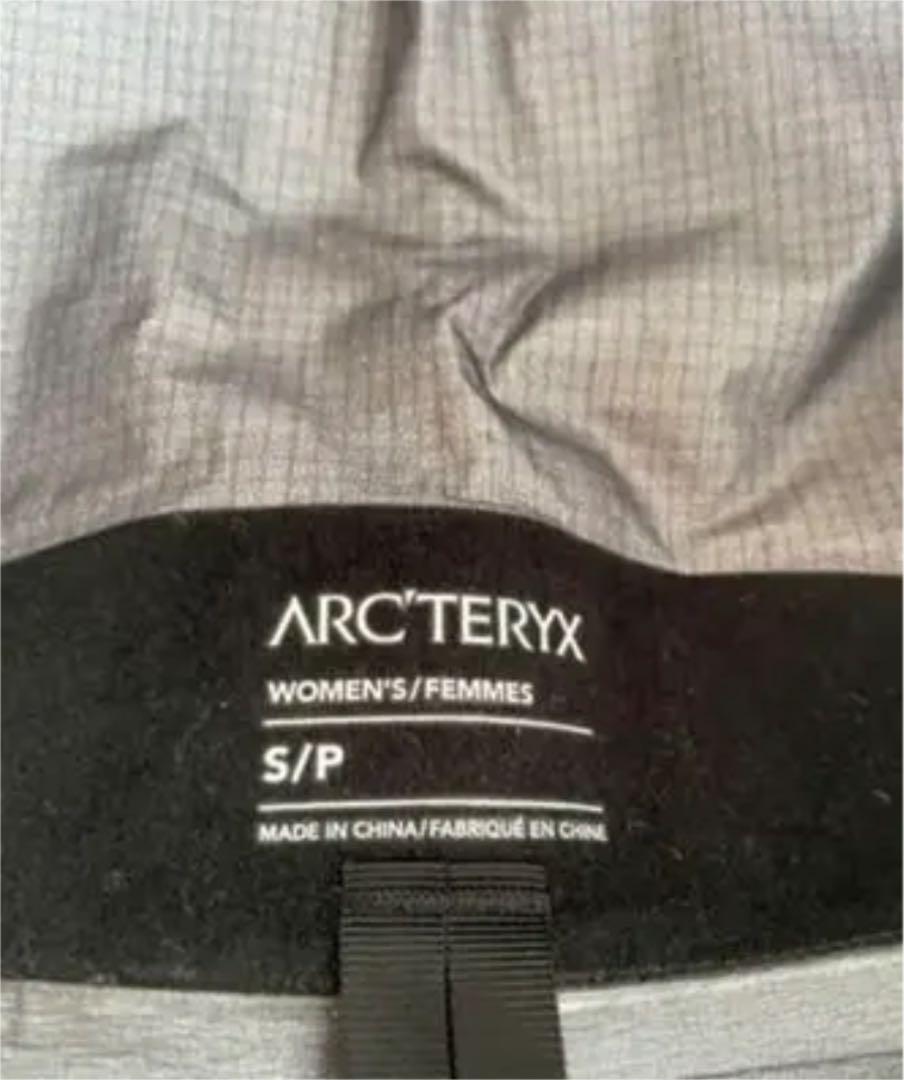 ARC'TERYX
WOMEN'S/FEMMES
S/P
MADE IN CHINA/FABRIQUÉ EN CHINE